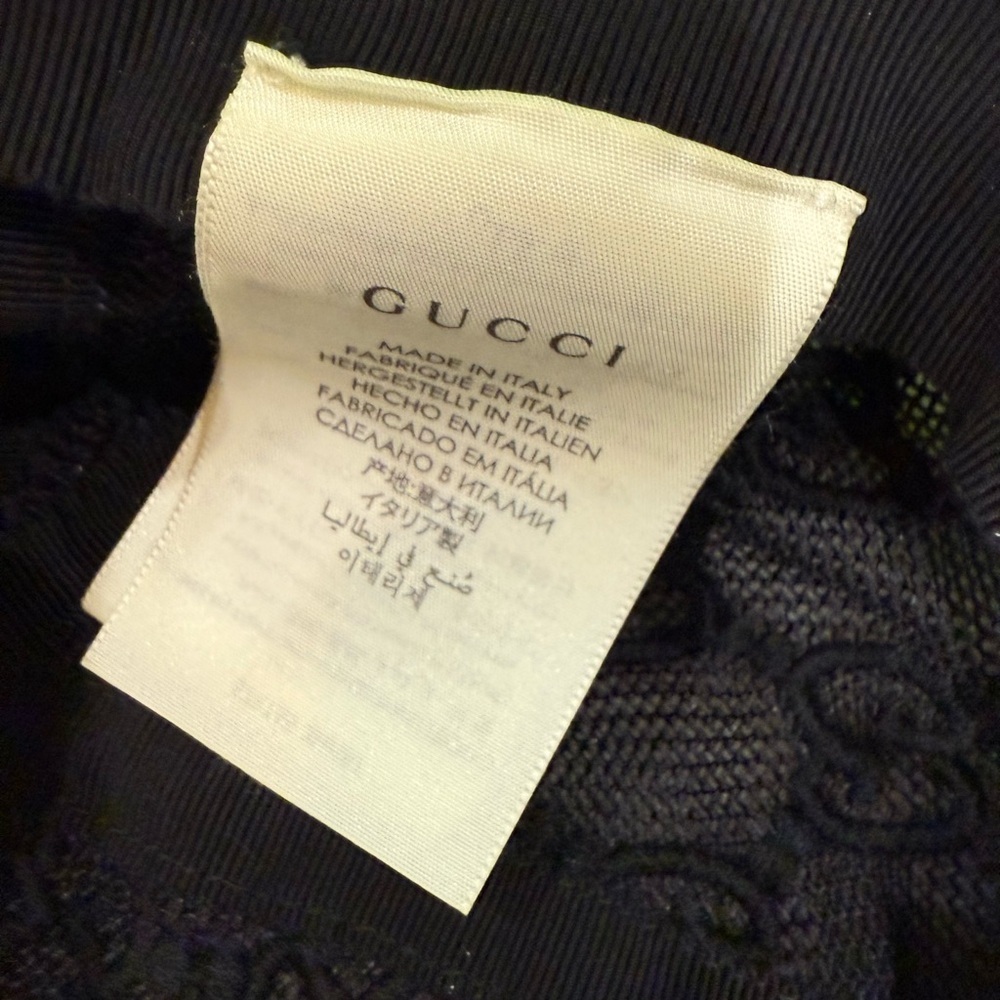 GUCCI
MADE IN ITALY
FABRIQUÉ EN ITALIE
HERGESTELLT IN ITALIEN
HECHO EN ITALIA
FABRICADO EM ITÁLIA
СДЕЛАНО В ИТАЛИИ
产地:意大利
イタリア製
صُنع في إيطاليا
이태리제